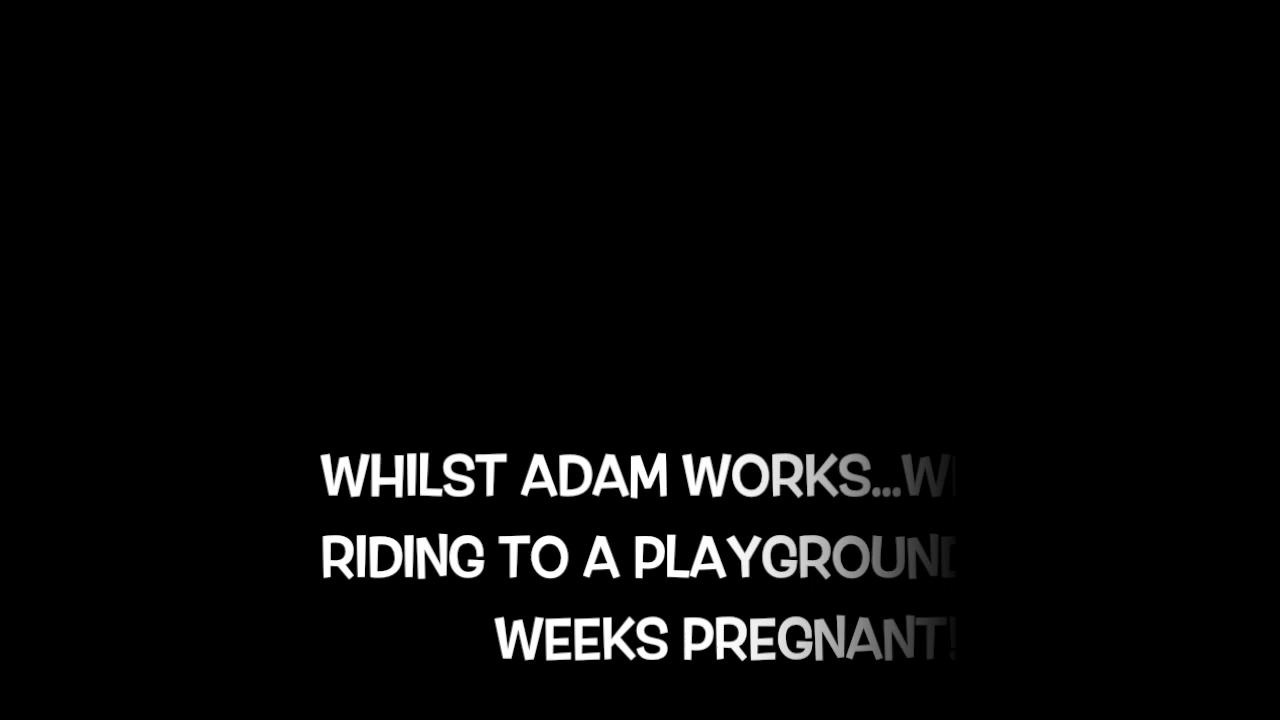 WHILST ADAM WORKS...
RIDING TO A PLAYGROUND
WEEKS PREGNANT!